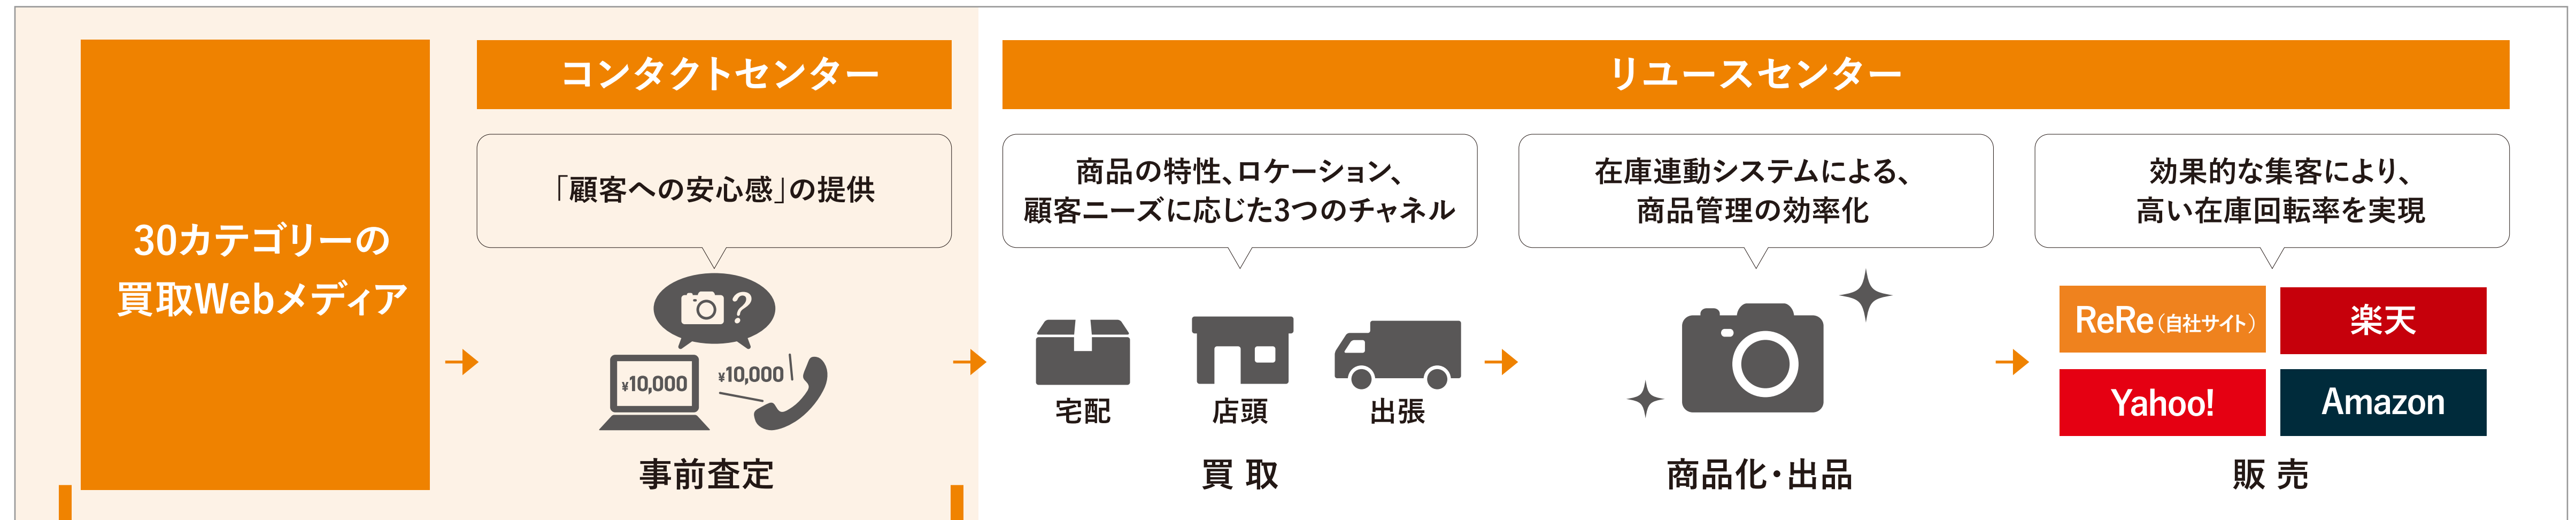 30カテゴリーの
買取Webメディア
コンタクトセンター
「顧客への安心感」の提供
?
¥10,000
¥10,000
事前査定
リユースセンター
商品の特性、ロケーション、
顧客ニーズに応じた3つのチャネル
宅配
店頭
出張
買 取
在庫連動システムによる、
商品管理の効率化
商品化・出品
効果的な集客により、
高い在庫回転率を実現
ReRe（自社サイト）
楽天
Yahoo!
Amazon
販 売